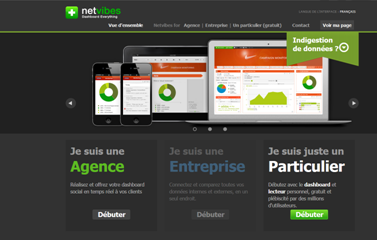 netvibes
Dashboard Everything
FRANÇAIS
Vue d'ensemble
Netvibes for Agence | Entreprise | Un particulier (gratuit)
Contact
Voir ma page
Indigestion
de données ?
Je suis une
Agence
Réalisez et offrez votre dashboard
social en temps réel à vos clients
Débuter
Je suis une
Entreprise
Connectez et comparez toutes vos
données internes et externes, en un
seul endroit
Débuter
Je suis juste un
Particulier
Débutez avec le dashboard et
lecteur personnel, gratuit et
plébiscité par des millions
d'utilisateurs.
Débuter